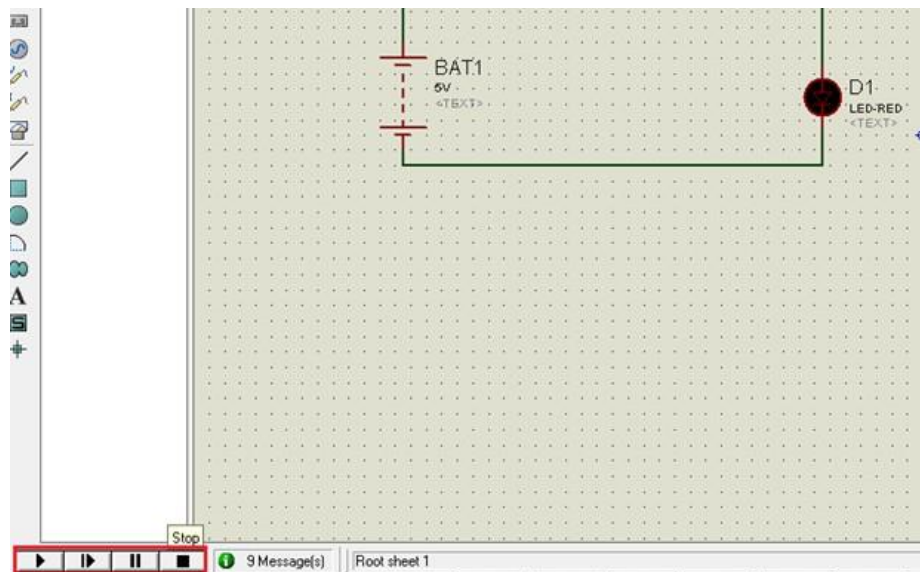 BAT1
5V
<TEXT>
D1
LED-RED
<TEXT>
A
Stop
9 Message(s)
Root sheet 1